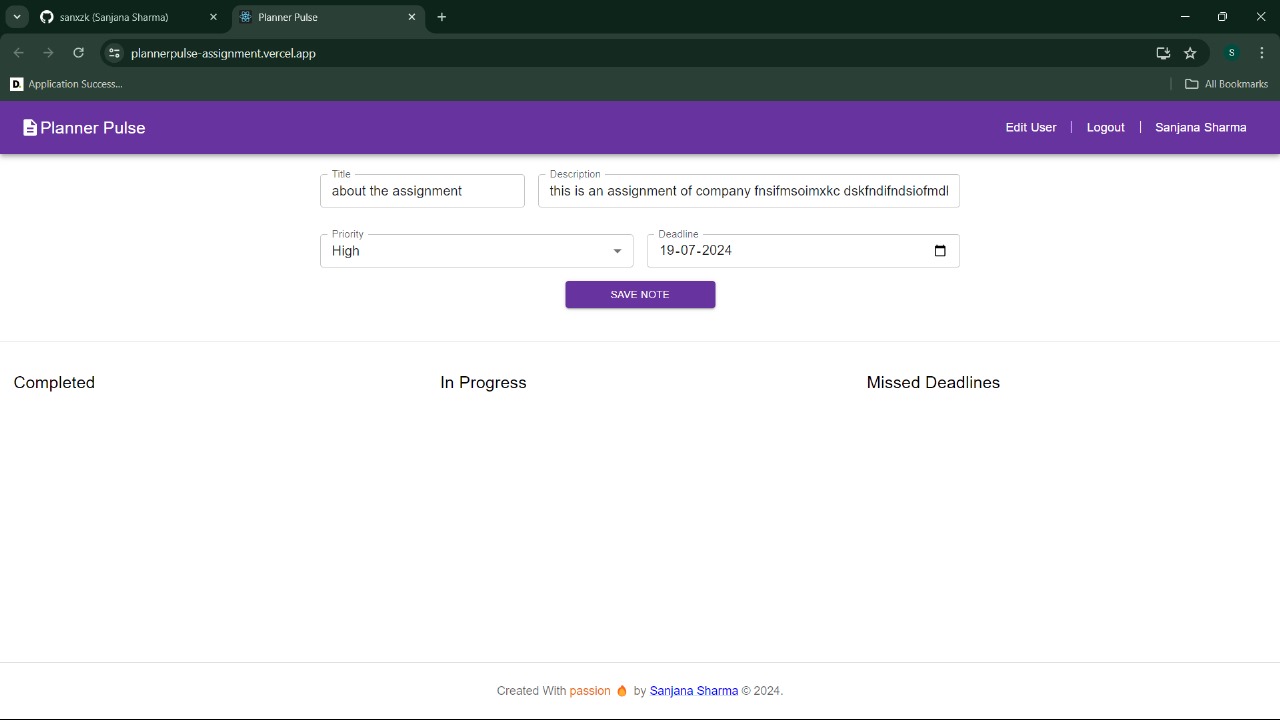 sanxzk (Sanjana Sharma)
Planner Pulse
plannerpulse-assignment.vercel.app
S
D. Application Success...
All Bookmarks
Planner Pulse
Edit User | Logout | Sanjana Sharma
Title
about the assignment
Description
this is an assignment of company fnsifmsoimxkc dskfndifndsiofmdl
Priority
High
Deadline
19-07-2024
SAVE NOTE
Completed
In Progress
Missed Deadlines
Created With passion 🔥 by Sanjana Sharma © 2024.